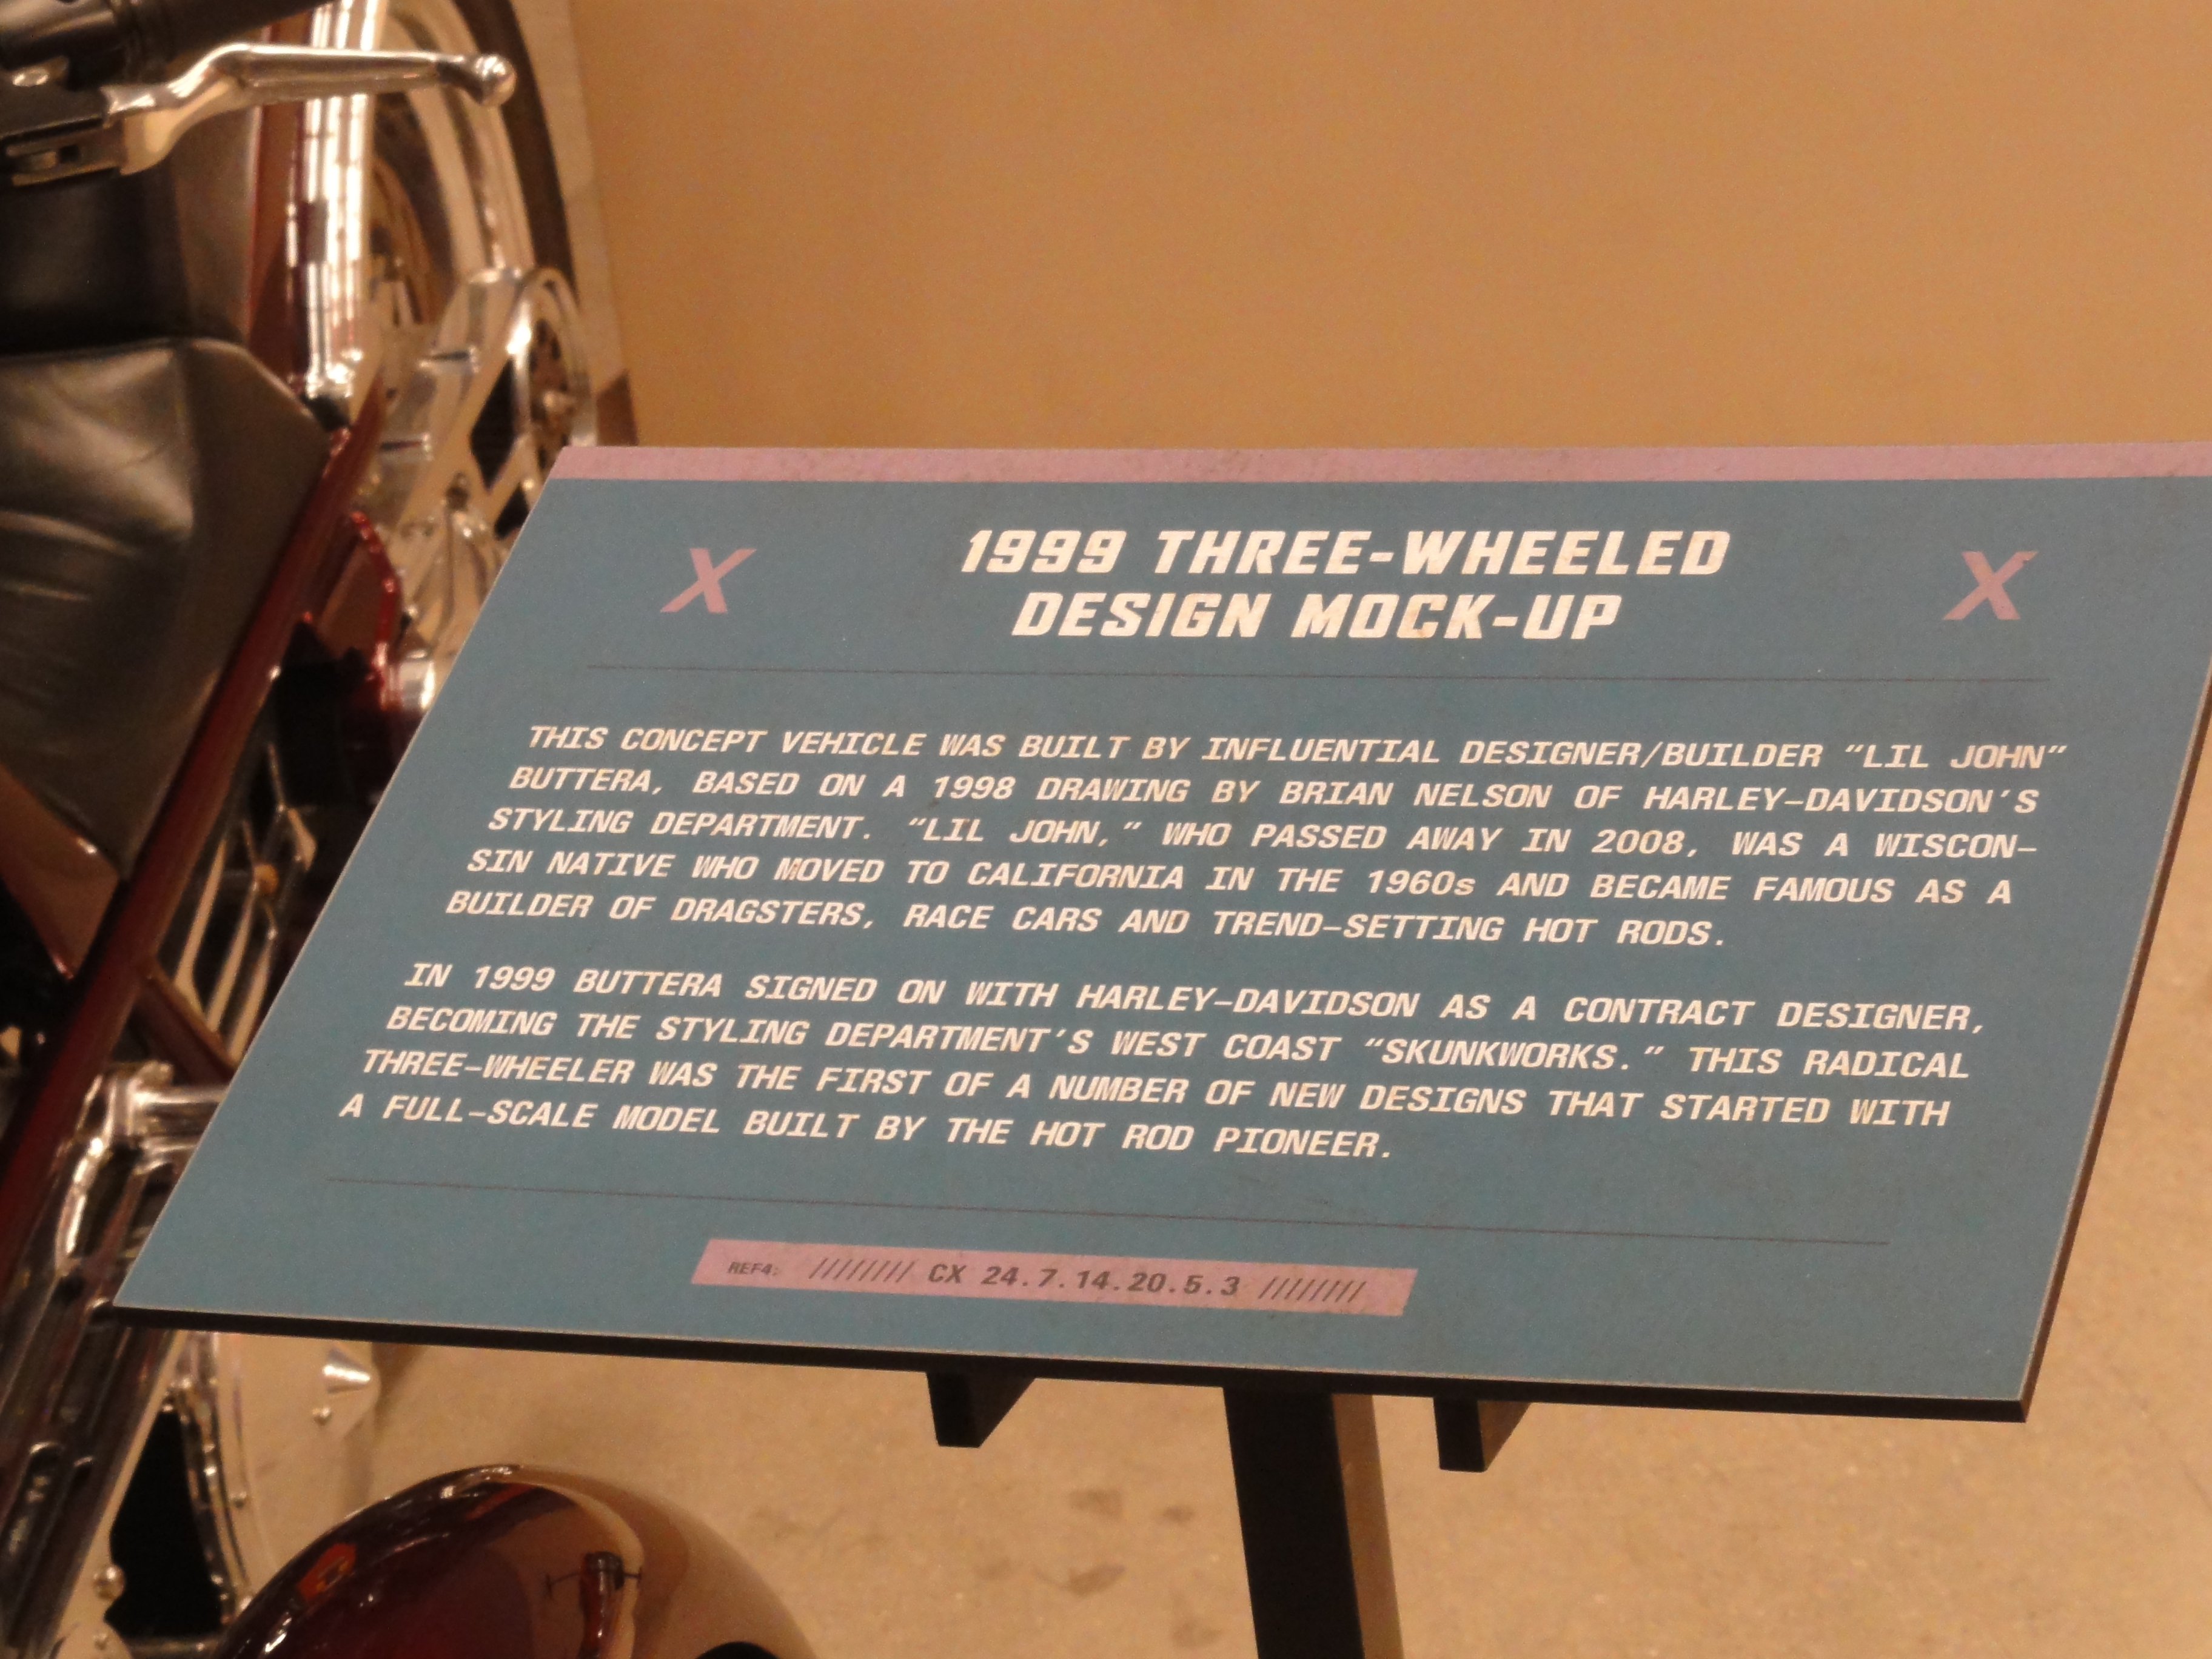 X
1999 THREE-WHEELED
DESIGN MOCK-UP
X
THIS CONCEPT VEHICLE WAS BUILT BY INFLUENTIAL DESIGNER/BUILDER “LIL JOHN”
BUTTERA, BASED ON A 1998 DRAWING BY BRIAN NELSON OF HARLEY-DAVIDSON'S
STYLING DEPARTMENT. “LIL JOHN,” WHO PASSED AWAY IN 2008, WAS A WISCON-
SIN NATIVE WHO MOVED TO CALIFORNIA IN THE 1960s AND BECAME FAMOUS AS A
BUILDER OF DRAGSTERS, RACE CARS AND TREND-SETTING HOT RODS.
IN 1999 BUTTERA SIGNED ON WITH HARLEY-DAVIDSON AS A CONTRACT DESIGNER,
BECOMING THE STYLING DEPARTMENT'S WEST COAST “SKUNKWORKS.” THIS RADICAL
THREE-WHEELER WAS THE FIRST OF A NUMBER OF NEW DESIGNS THAT STARTED WITH
A FULL-SCALE MODEL BUILT BY THE HOT ROD PIONEER.
REF4: //////// CX 24.7.14.20.5.3 ////////